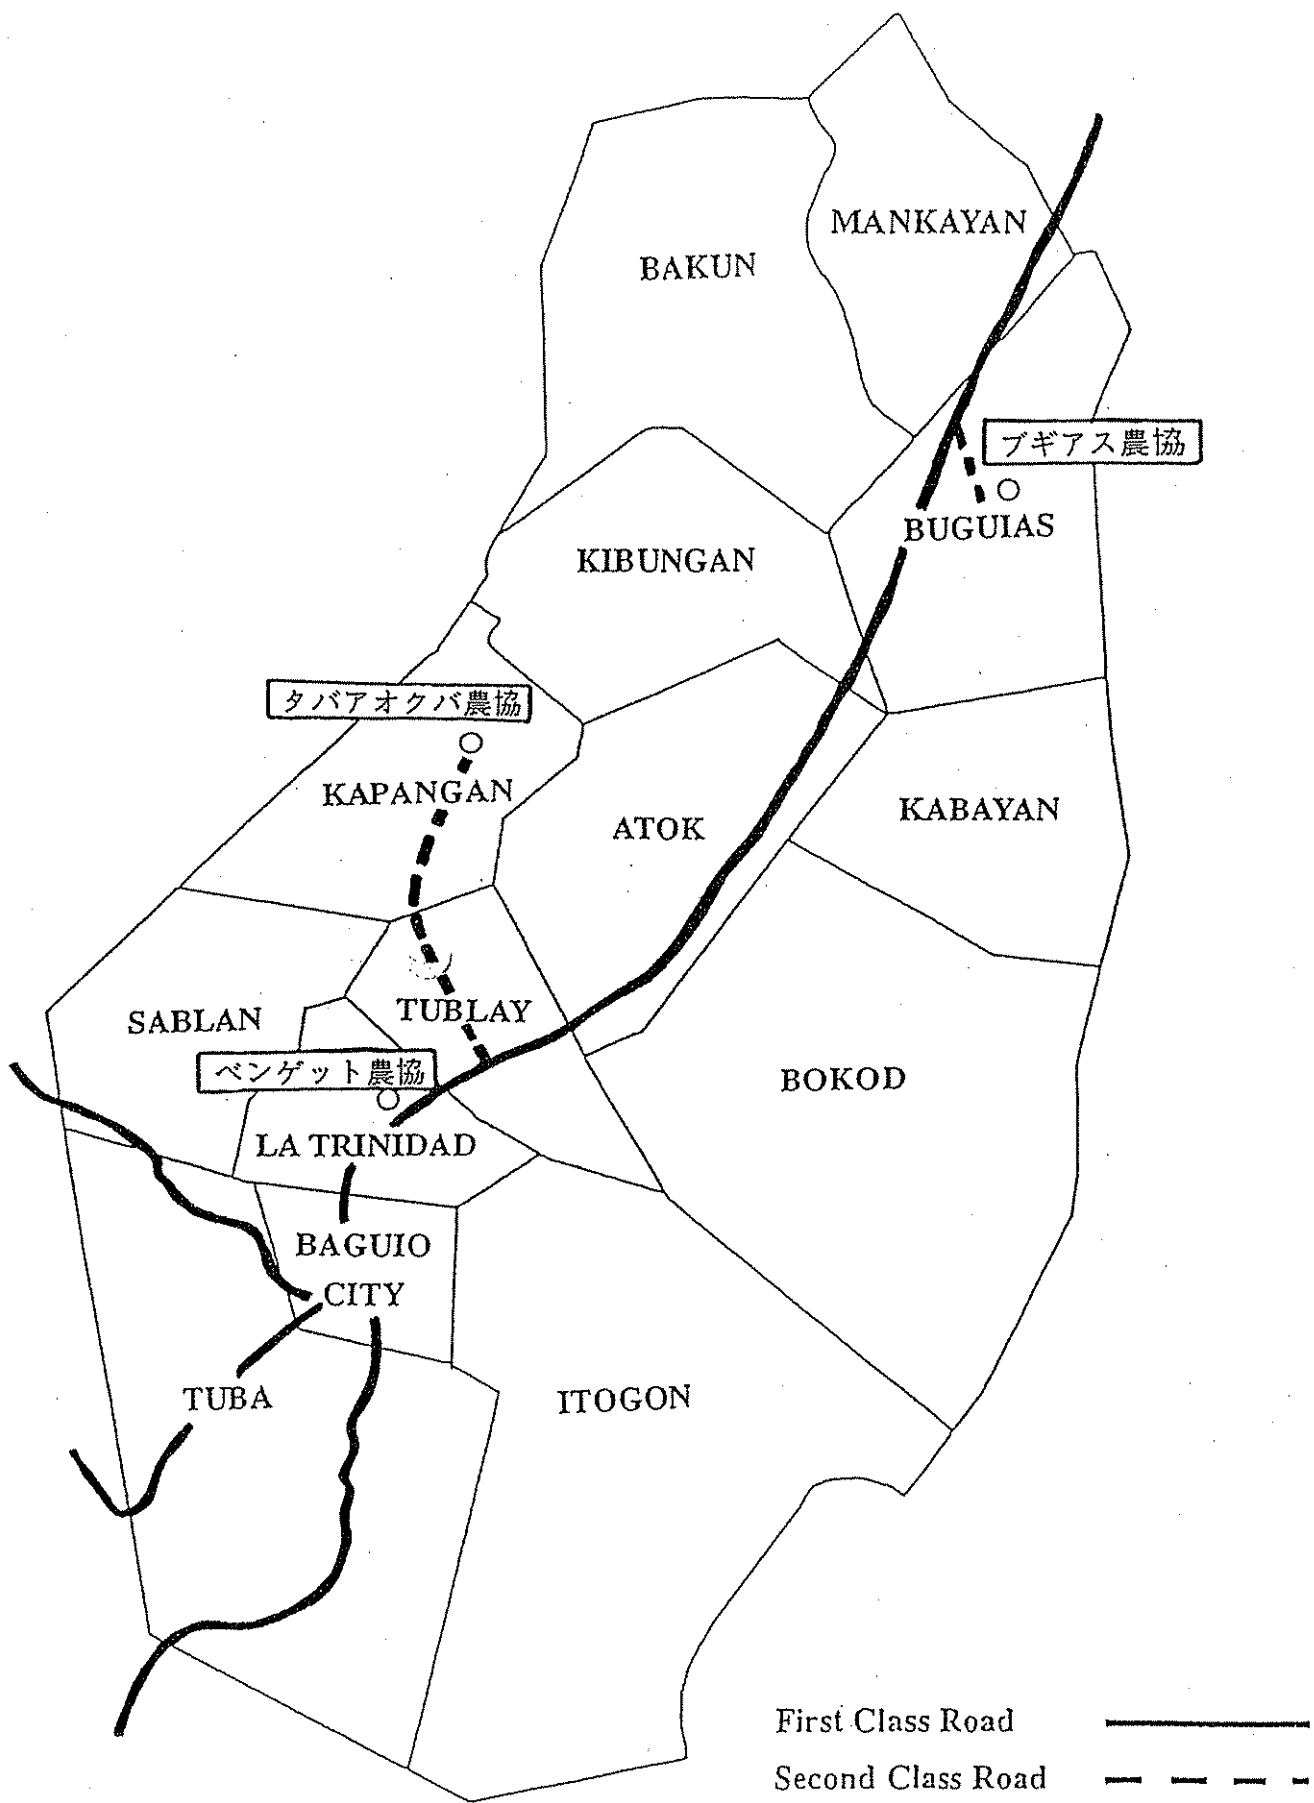 MANKAYAN
BAKUN
ブギアス農協
BUGUIAS
KIBUNGAN
タバアオクバ農協
KAPANGAN
ATOK
KABAYAN
TUBLAY
SABLAN
ベンゲット農協
BOKOD
LA TRINIDAD
BAGUIO
CITY
TUBA
ITOGON
First Class Road
Second Class Road